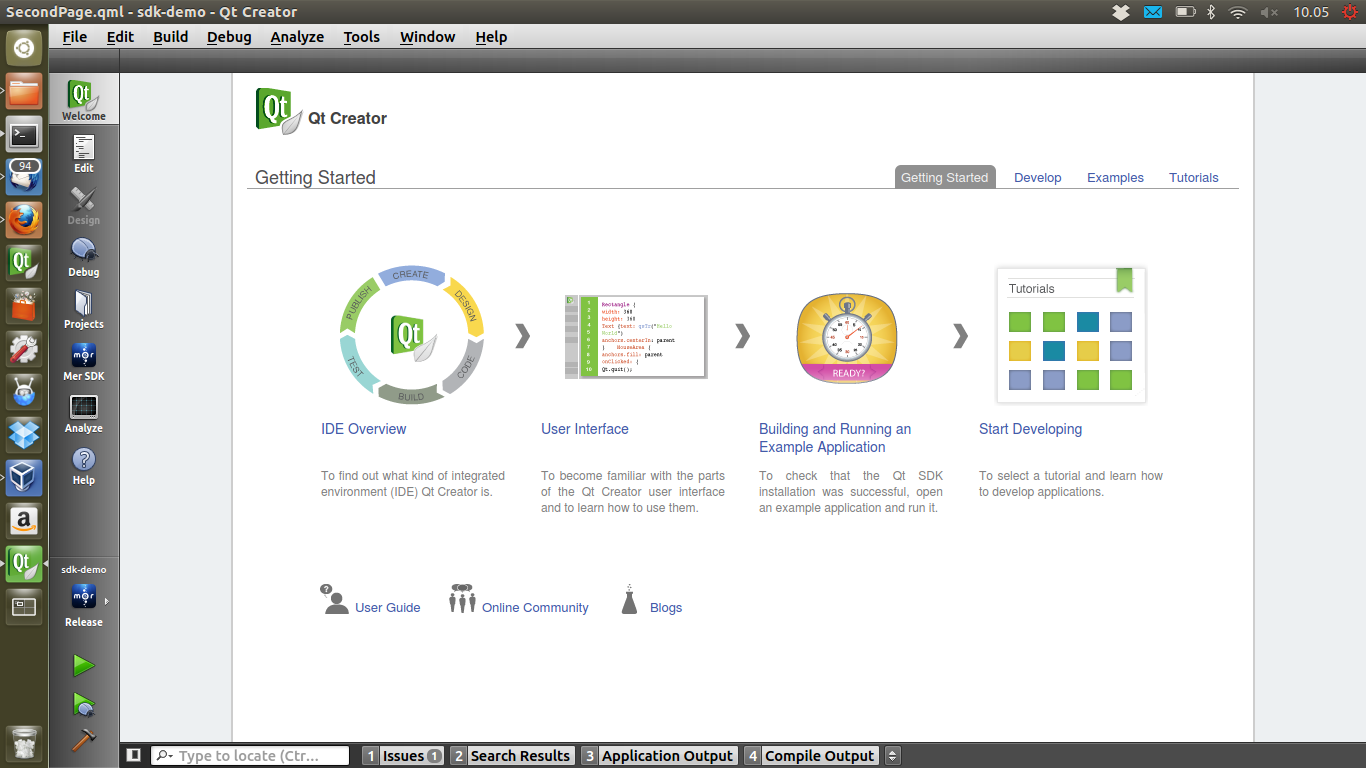 SecondPage.qml - sdk-demo - Qt Creator
10.05
File Edit Build Debug Analyze Tools Window Help
94
Qt
Welcome
Edit
Design
Debug
Projects
mer
Mer SDK
Analyze
Help
sdk-demo
mer
Release
Qt
Qt Creator
Getting Started
Getting Started Develop Examples Tutorials
CREATE
DESIGN
CODE
BUILD
TEST
PUBLISH
Qt
IDE Overview
To find out what kind of integrated
environment (IDE) Qt Creator is.
1 Rectangle {
2 width: 360
3 height: 360
4 Text {text: qsTr("Hello
5 World")
6 anchors.centerIn: parent
7 } MouseArea {
8 anchors.fill: parent
9 onClicked: {
10 Qt.quit();
User Interface
To become familiar with the parts
of the Qt Creator user interface
and to learn how to use them.
READY?
Building and Running an
Example Application
To check that the Qt SDK
installation was successful, open
an example application and run it.
Tutorials
Start Developing
To select a tutorial and learn how
to develop applications.
User Guide
Online Community
Blogs
Type to locate (Ctr...
1 Issues 1
2 Search Results
3 Application Output
4 Compile Output